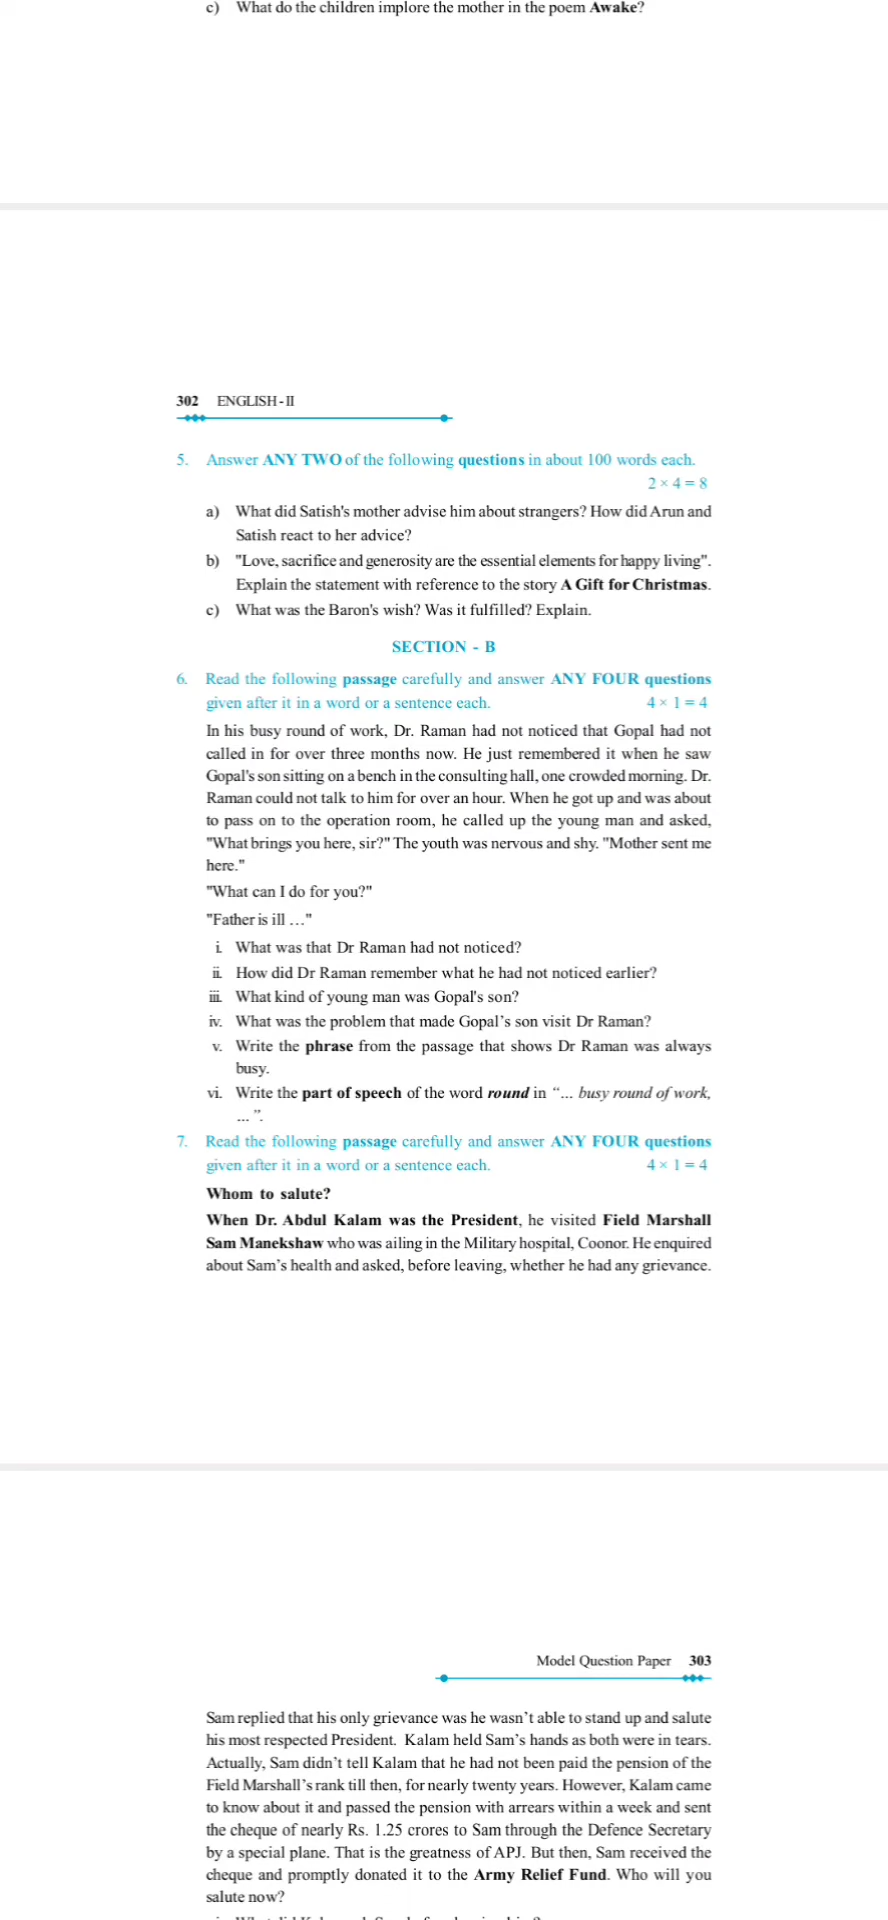 c) What do the children implore the mother in the poem Awake?
302 ENGLISH - II
5. Answer ANY TWO of the following questions in about 100 words each.
2 × 4 = 8
a) What did Satish's mother advise him about strangers? How did Arun and
Satish react to her advice?
b) "Love, sacrifice and generosity are the essential elements for happy living".
Explain the statement with reference to the story A Gift for Christmas.
c) What was the Baron's wish? Was it fulfilled? Explain.
SECTION - B
6. Read the following passage carefully and answer ANY FOUR questions
given after it in a word or a sentence each. 4 × 1 = 4
In his busy round of work, Dr. Raman had not noticed that Gopal had not
called in for over three months now. He just remembered it when he saw
Gopal's son sitting on a bench in the consulting hall, one crowded morning. Dr.
Raman could not talk to him for over an hour. When he got up and was about
to pass on to the operation room, he called up the young man and asked,
"What brings you here, sir?" The youth was nervous and shy. "Mother sent me
here."
"What can I do for you?"
"Father is ill …"
i. What was that Dr Raman had not noticed?
ii. How did Dr Raman remember what he had not noticed earlier?
iii. What kind of young man was Gopal's son?
iv. What was the problem that made Gopal’s son visit Dr Raman?
v. Write the phrase from the passage that shows Dr Raman was always
busy.
vi. Write the part of speech of the word round in “... busy round of work,
... ”.
7. Read the following passage carefully and answer ANY FOUR questions
given after it in a word or a sentence each. 4 × 1 = 4
Whom to salute?
When Dr. Abdul Kalam was the President, he visited Field Marshall
Sam Manekshaw who was ailing in the Military hospital, Coonor. He enquired
about Sam’s health and asked, before leaving, whether he had any grievance.
Model Question Paper 303
Sam replied that his only grievance was he wasn’t able to stand up and salute
his most respected President. Kalam held Sam’s hands as both were in tears.
Actually, Sam didn’t tell Kalam that he had not been paid the pension of the
Field Marshall’s rank till then, for nearly twenty years. However, Kalam came
to know about it and passed the pension with arrears within a week and sent
the cheque of nearly Rs. 1.25 crores to Sam through the Defence Secretary
by a special plane. That is the greatness of APJ. But then, Sam received the
cheque and promptly donated it to the Army Relief Fund. Who will you
salute now?